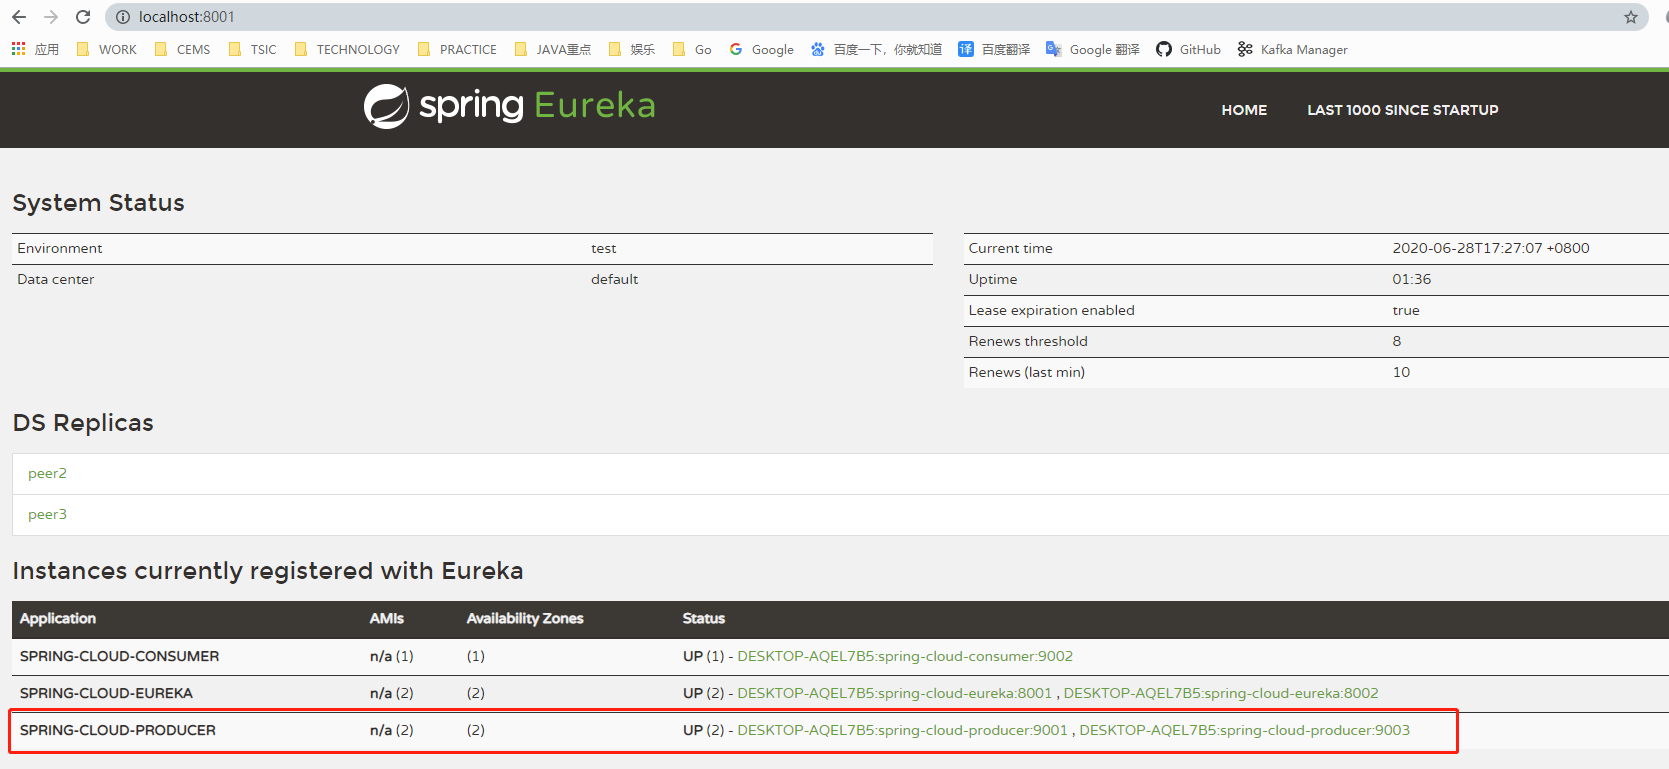 localhost:8001
应用 WORK CEMS TSIC TECHNOLOGY PRACTICE JAVA重点 娱乐 Go Google 百度一下，你就知道 译 百度翻译 Google 翻译 GitHub Kafka Manager
spring Eureka HOME LAST 1000 SINCE STARTUP
System Status
Environment test Current time 2020-06-28T17:27:07 +0800
Data center default Uptime 01:36
Lease expiration enabled true
Renews threshold 8
Renews (last min) 10
DS Replicas
peer2
peer3
Instances currently registered with Eureka
Application AMIs Availability Zones Status
SPRING-CLOUD-CONSUMER n/a (1) (1) UP (1) - DESKTOP-AQEL7B5:spring-cloud-consumer:9002
SPRING-CLOUD-EUREKA n/a (2) (2) UP (2) - DESKTOP-AQEL7B5:spring-cloud-eureka:8001 , DESKTOP-AQEL7B5:spring-cloud-eureka:8002
SPRING-CLOUD-PRODUCER n/a (2) (2) UP (2) - DESKTOP-AQEL7B5:spring-cloud-producer:9001 , DESKTOP-AQEL7B5:spring-cloud-producer:9003